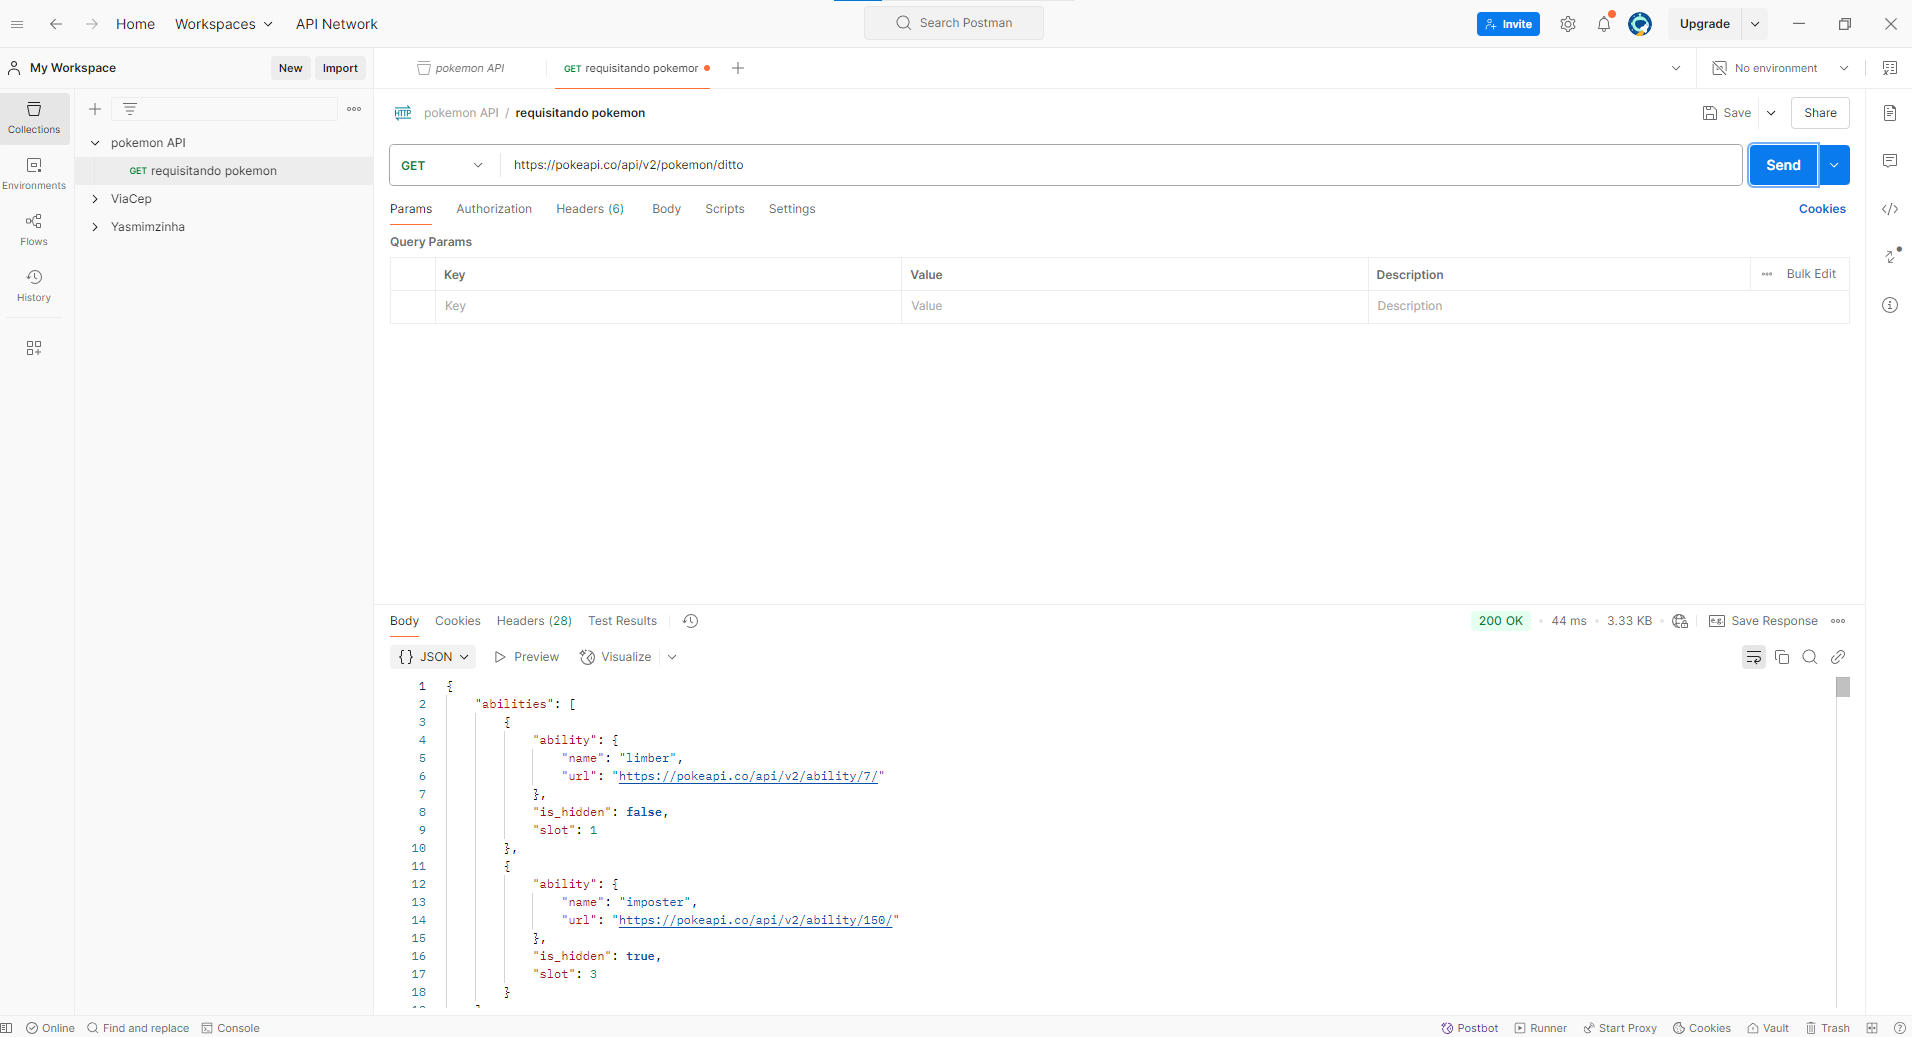 Home Workspaces API Network Search Postman Invite Upgrade
My Workspace New Import pokemon API GET requisitando pokemor No environment
Collections
Environments
Flows
History
pokemon API
GET requisitando pokemon
ViaCep
Yasmimzinha
HTTP pokemon API / requisitando pokemon Save Share
GET https://pokeapi.co/api/v2/pokemon/ditto Send
Params Authorization Headers (6) Body Scripts Settings Cookies
Query Params
Key Value Description Bulk Edit
Key Value Description
Body Cookies Headers (28) Test Results 200 OK 44 ms 3.33 KB e.g. Save Response
{} JSON Preview Visualize
1 {
2 "abilities": [
3 {
4 "ability": {
5 "name": "limber",
6 "url": "https://pokeapi.co/api/v2/ability/7/"
7 },
8 "is_hidden": false,
9 "slot": 1
10 },
11 {
12 "ability": {
13 "name": "imposter",
14 "url": "https://pokeapi.co/api/v2/ability/150/"
15 },
16 "is_hidden": true,
17 "slot": 3
18 }
Online Find and replace Console Postbot Runner Start Proxy Cookies Vault Trash